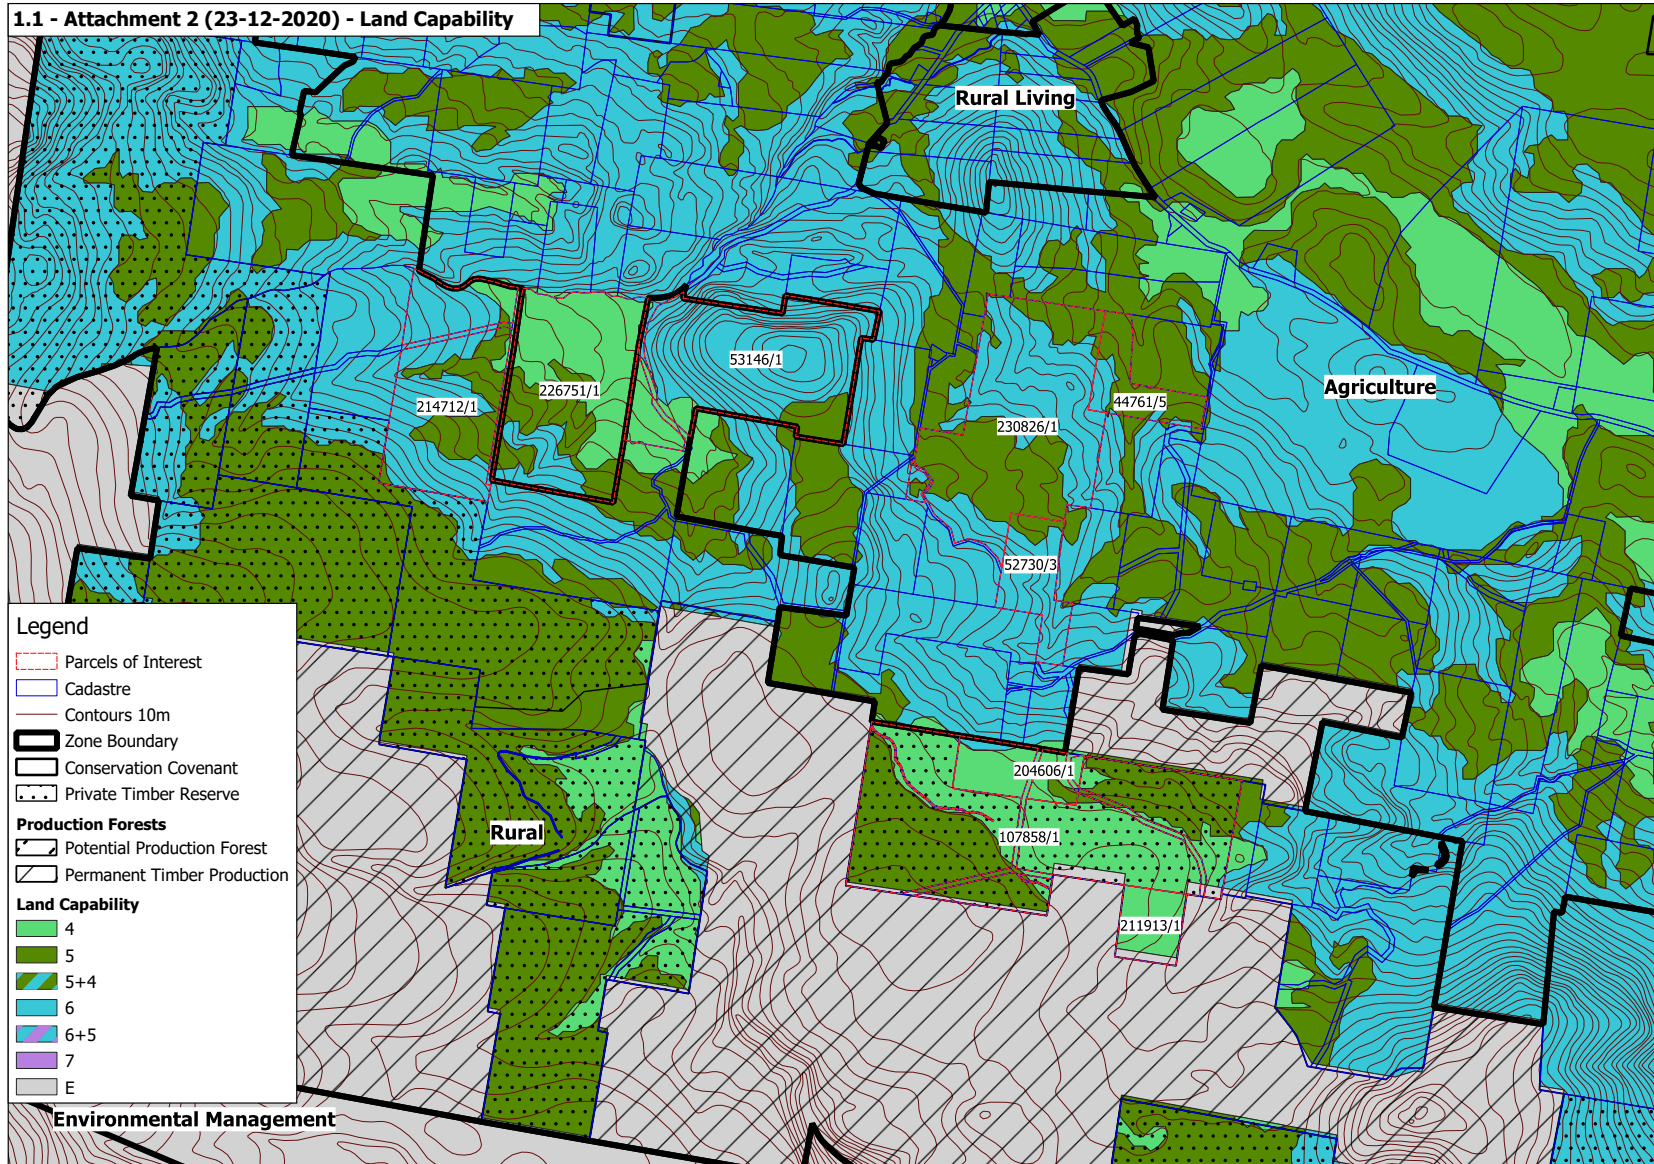 1.1 - Attachment 2 (23-12-2020) - Land Capability
Rural Living
53146/1
226751/1
214712/1
Agriculture
44761/5
230826/1
52730/3
204606/1
107858/1
211913/1
Rural
Legend
Parcels of Interest
Cadastre
Contours 10m
Zone Boundary
Conservation Covenant
Private Timber Reserve
Production Forests
Potential Production Forest
Permanent Timber Production
Land Capability
4
5
5+4
6
6+5
7
E
Environmental Management